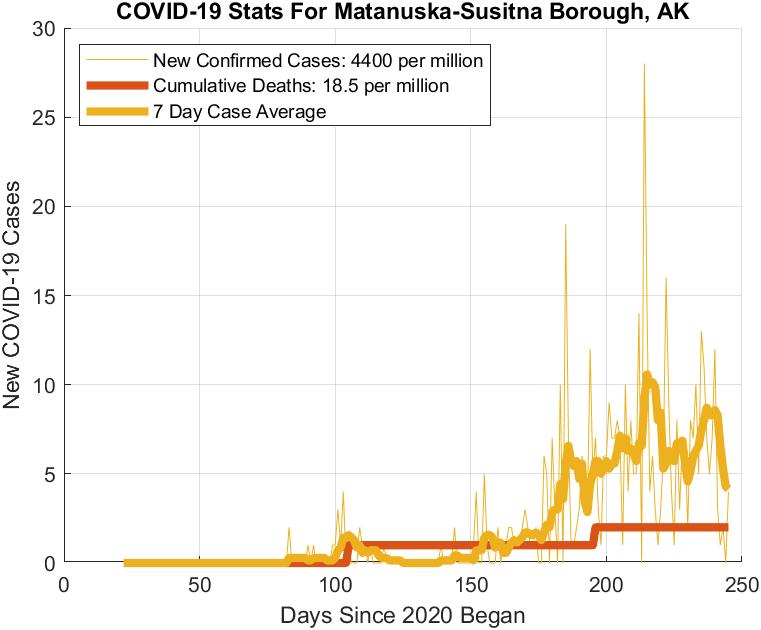 COVID-19 Stats For Matanuska-Susitna Borough, AK
30
New Confirmed Cases: 4400 per million
Cumulative Deaths: 18.5 per million
7 Day Case Average
25
20
15
10
5
0
New COVID-19 Cases
0 50 100 150 200 250
Days Since 2020 Began